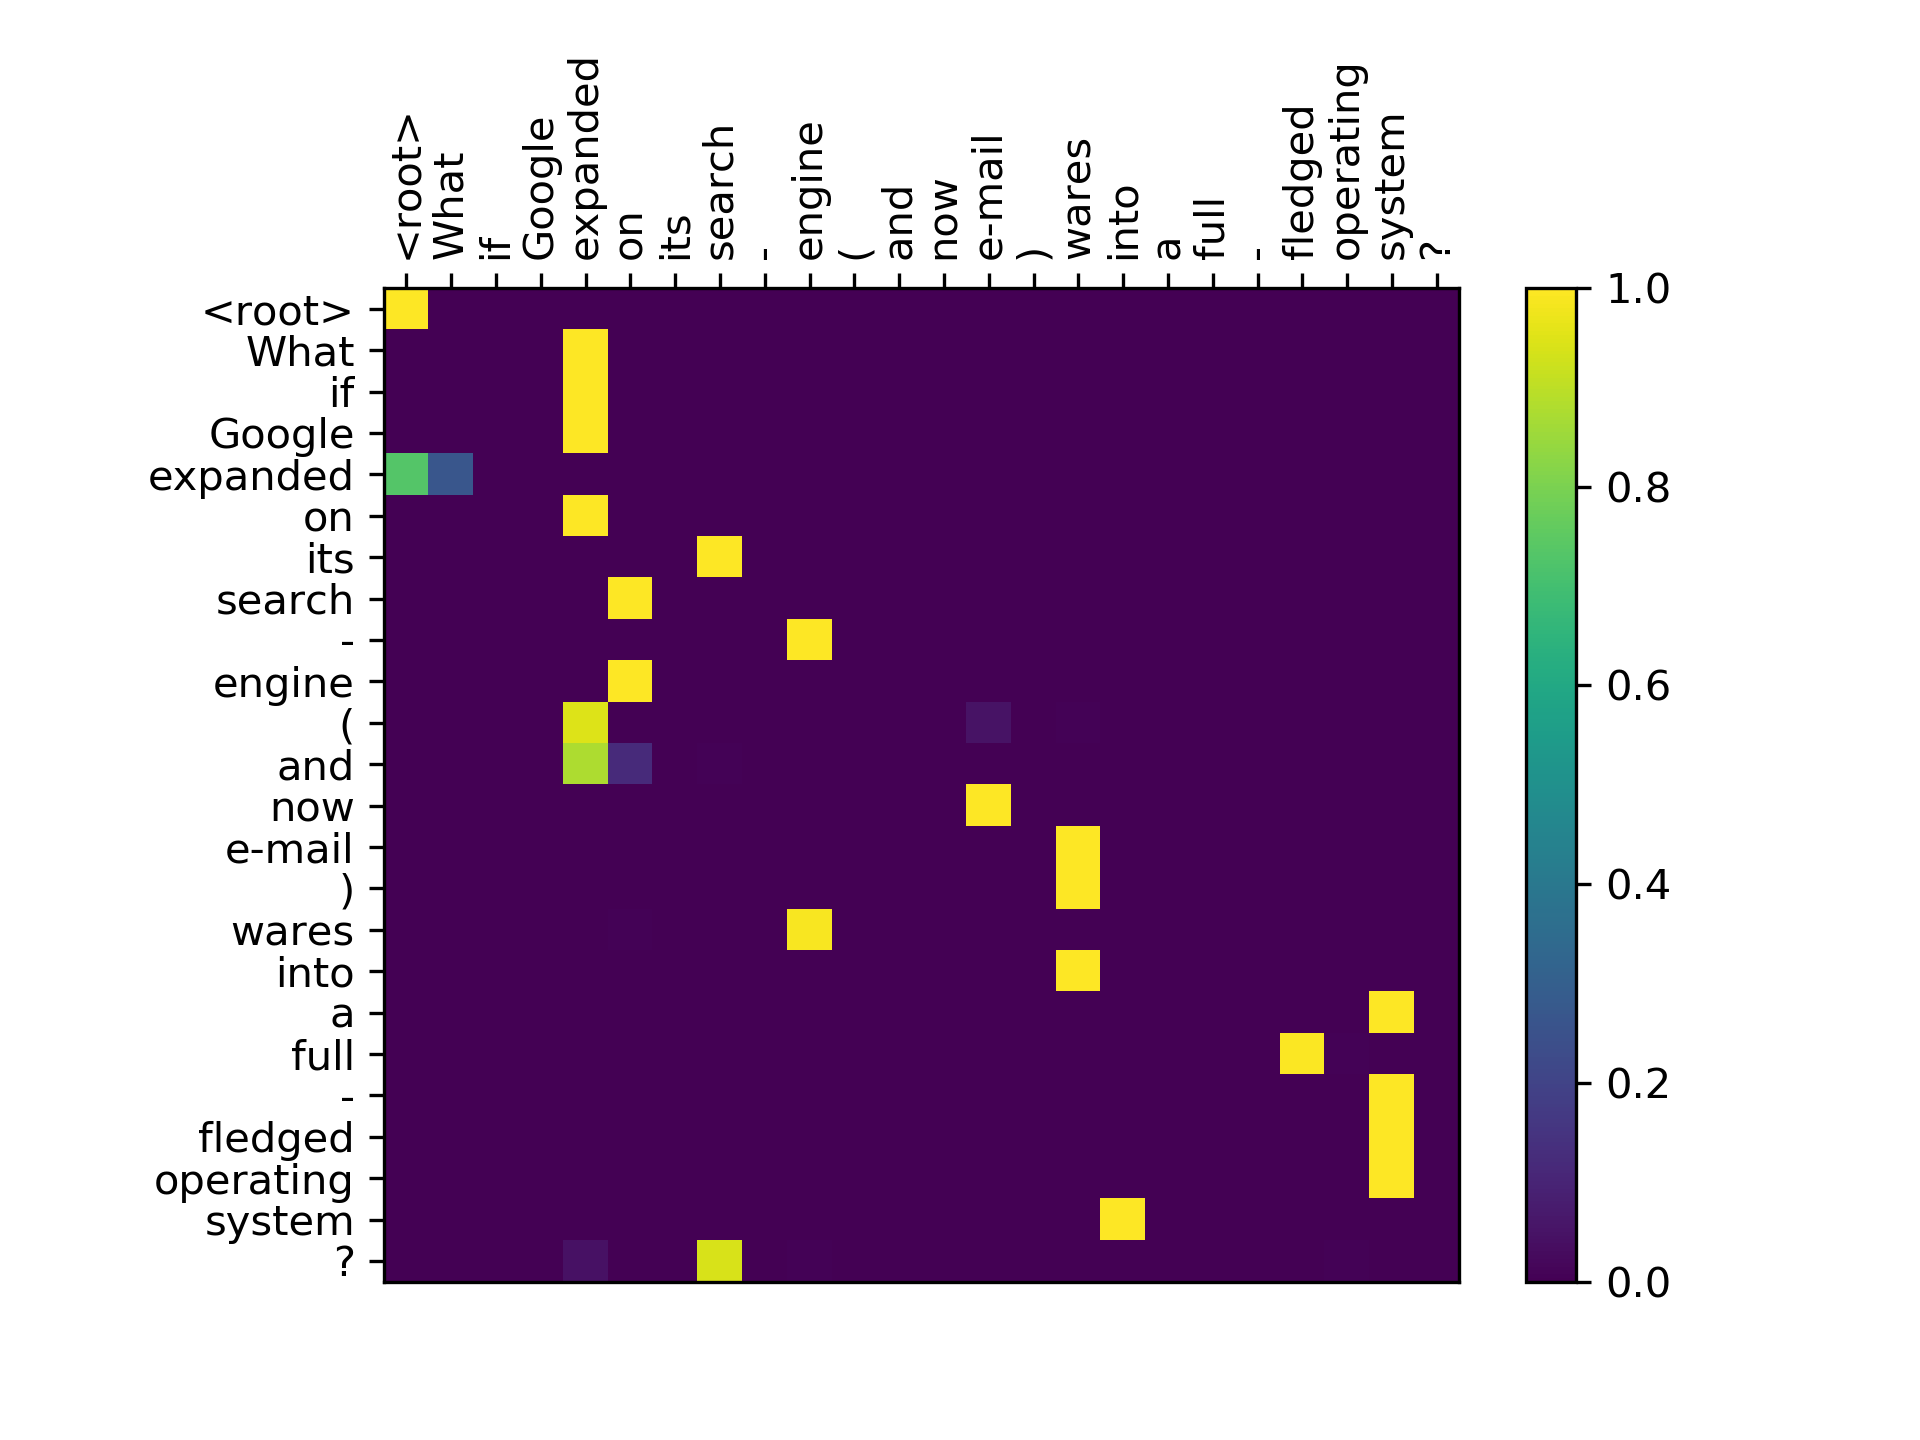 <root> What if Google expanded on its search - engine ( and now e-mail ) wares into a full - fledged operating system ?
<root>
What
if
Google
expanded
on
its
search
-
engine
(
and
now
e-mail
)
wares
into
a
full
-
fledged
operating
system
?
1.0
0.8
0.6
0.4
0.2
0.0